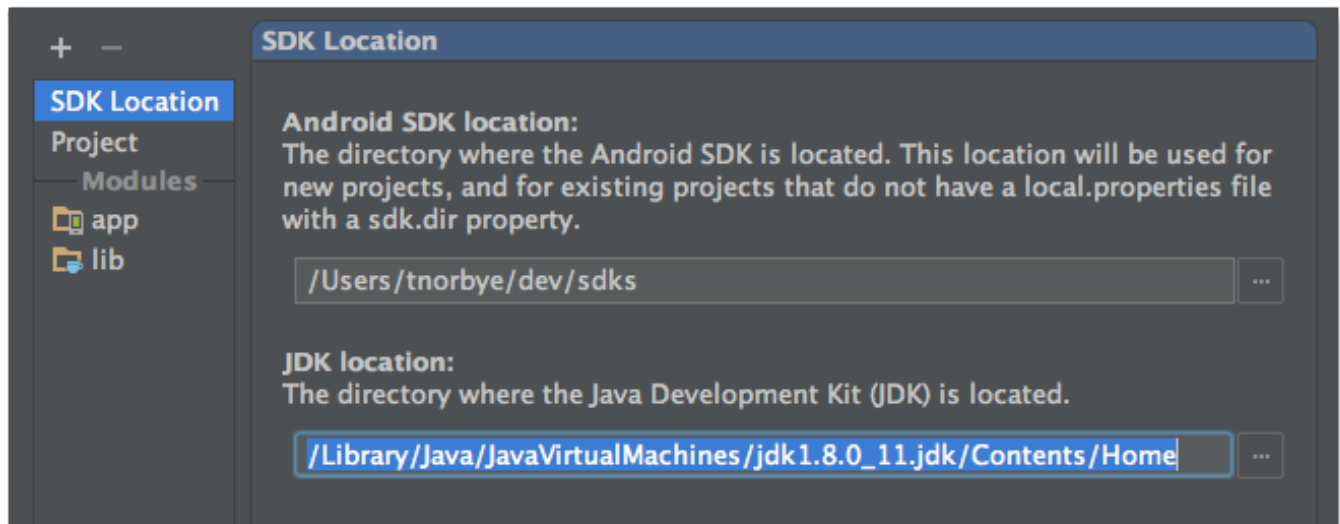 + −
SDK Location
Project
Modules
app
lib
SDK Location
Android SDK location:
The directory where the Android SDK is located. This location will be used for
new projects, and for existing projects that do not have a local.properties file
with a sdk.dir property.
/Users/tnorbye/dev/sdks
...
JDK location:
The directory where the Java Development Kit (JDK) is located.
/Library/Java/JavaVirtualMachines/jdk1.8.0_11.jdk/Contents/Home
...